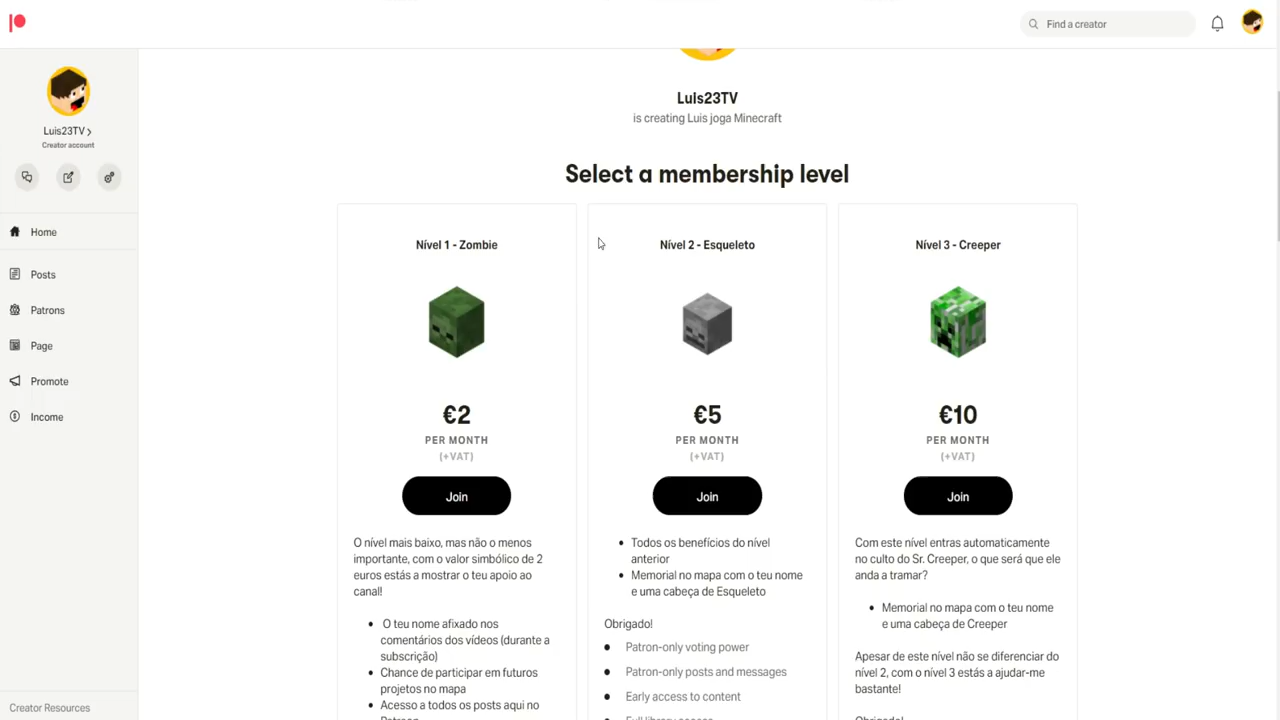 Find a creator
Luis23TV
Creator account
Home
Posts
Patrons
Page
Promote
Income
Creator Resources
Luis23TV
is creating Luis joga Minecraft
Select a membership level
Nível 1 - Zombie
€2
PER MONTH
(+VAT)
Join
O nível mais baixo, mas não o menos
importante, com o valor simbólico de 2
euros estás a mostrar o teu apoio ao
canal!
• O teu nome afixado nos
comentários dos vídeos (durante a
subscrição)
• Chance de participar em futuros
projetos no mapa
• Acesso a todos os posts aqui no
Nível 2 - Esqueleto
€5
PER MONTH
(+VAT)
Join
• Todos os benefícios do nível
anterior
• Memorial no mapa com o teu nome
e uma cabeça de Esqueleto
Obrigado!
• Patron-only voting power
• Patron-only posts and messages
• Early access to content
Nível 3 - Creeper
€10
PER MONTH
(+VAT)
Join
Com este nível entras automaticamente
no culto do Sr. Creeper, o que será que ele
anda a tramar?
• Memorial no mapa com o teu nome
e uma cabeça de Creeper
Apesar de este nível não se diferenciar do
nível 2, com o nível 3 estás a ajudar-me
bastante!